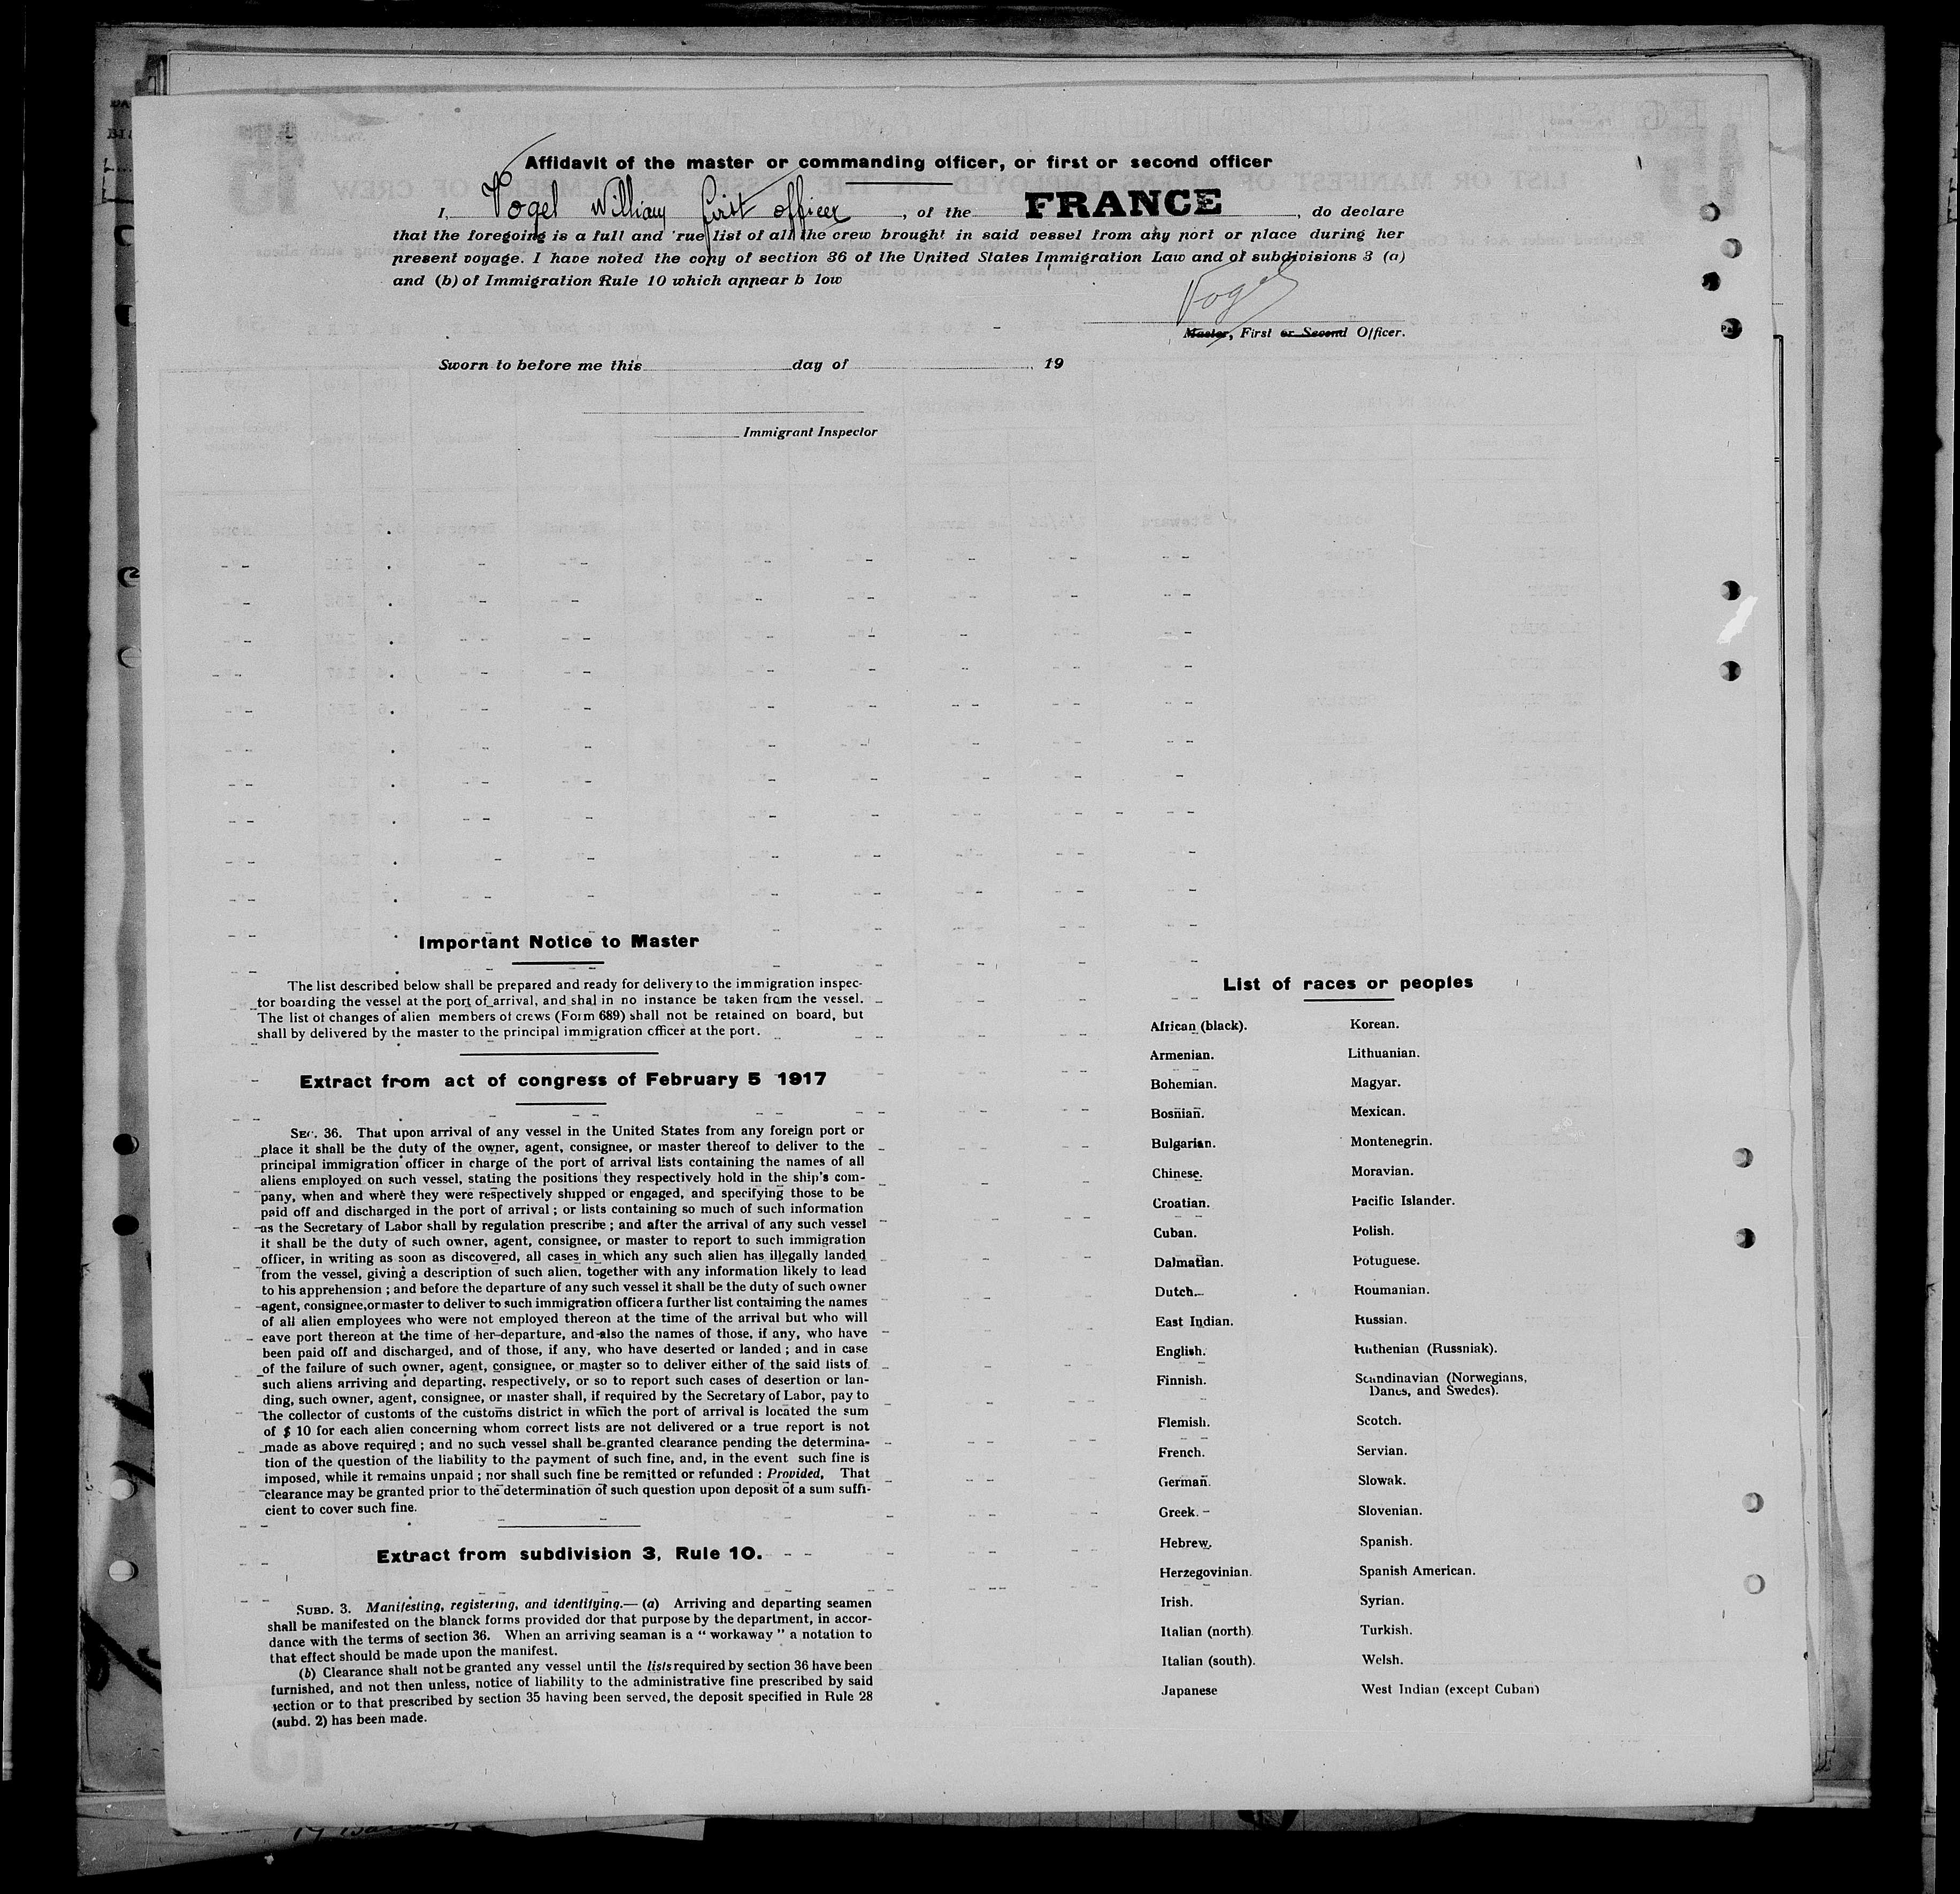 Affidavit of the master or commanding officer, or first or second officer
I, Vogel William first officer, of the FRANCE, do declare
that the foregoing is a full and rue list of all the crew brought in said vessel from any port or place during her
present voyage. I have noted the copy of section 36 of the United States Immigration Law and of subdivisions 3 (a)
and (b) of Immigration Rule 10 which appear b low
Vogel
Master, First or Second Officer.
Sworn to before me this day of 19
Immigrant Inspector
Important Notice to Master
The list described below shall be prepared and ready for delivery to the immigration inspec-
tor boarding the vessel at the port of arrival, and shal in no instance be taken from the vessel.
The list of changes of alien members of crews (Form 689) shall not be retained on board, but
shall by delivered by the master to the principal immigration officer at the port.
Extract from act of congress of February 5 1917
SEC. 36. That upon arrival of any vessel in the United States from any foreign port or
place it shall be the duty of the owner, agent, consignee, or master thereof to deliver to the
principal immigration officer in charge of the port of arrival lists containing the names of all
aliens employed on such vessel, stating the positions they respectively hold in the ship's com-
pany, when and where they were respectively shipped or engaged, and specifying those to be
paid off and discharged in the port of arrival ; or lists containing so much of such information
as the Secretary of Labor shall by regulation prescribe ; and after the arrival of any such vessel
it shall be the duty of such owner, agent, consignee, or master to report to such immigration
officer, in writing as soon as discovered, all cases in which any such alien has illegally landed
from the vessel, giving a description of such alien, together with any information likely to lead
to his apprehension ; and before the departure of any such vessel it shall be the duty of such owner
agent, consignee, or master to deliver to such immigration officer a further list containing the names
of all alien employees who were not employed thereon at the time of the arrival but who will
eave port thereon at the time of her departure, and also the names of those, if any, who have
been paid off and discharged, and of those, if any, who have deserted or landed ; and in case
of the failure of such owner, agent, consignee, or master so to deliver either of the said lists of
such aliens arriving and departing, respectively, or so to report such cases of desertion or lan-
ding, such owner, agent, consignee, or master shall, if required by the Secretary of Labor, pay to
the collector of customs of the customs district in which the port of arrival is located the sum
of $ 10 for each alien concerning whom correct lists are not delivered or a true report is not
made as above required ; and no such vessel shall be granted clearance pending the determina-
tion of the question of the liability to the payment of such fine, and, in the event such fine is
imposed, while it remains unpaid ; nor shall such fine be remitted or refunded : Provided, That
clearance may be granted prior to the determination of such question upon deposit of a sum suffi-
cient to cover such fine.
Extract from subdivision 3, Rule 10.
SUBD. 3. Manifesting, registering, and identifying.— (a) Arriving and departing seamen
shall be manifested on the blanck forms provided dor that purpose by the department, in accor-
dance with the terms of section 36. When an arriving seaman is a “ workaway ” a notation to
that effect should be made upon the manifest.
(b) Clearance shall not be granted any vessel until the lists required by section 36 have been
furnished, and not then unless, notice of liability to the administrative fine prescribed by said
section or to that prescribed by section 35 having been served, the deposit specified in Rule 28
(subd. 2) has been made.
List of races or peoples
African (black).
Armenian.
Bohemian.
Bosnian.
Bulgarian.
Chinese.
Croatian.
Cuban.
Dalmatian.
Dutch.
East Indian.
English.
Finnish.
Flemish.
French.
German.
Greek.
Hebrew.
Herzegovinian.
Irish.
Italian (north).
Italian (south).
Japanese
Korean.
Lithuanian.
Magyar.
Mexican.
Montenegrin.
Moravian.
Pacific Islander.
Polish.
Potuguese.
Roumanian.
Russian.
Ruthenian (Russniak).
Scandinavian (Norwegians,
Danes, and Swedes).
Scotch.
Servian.
Slowak.
Slovenian.
Spanish.
Spanish American.
Syrian.
Turkish.
Welsh.
West Indian (except Cuban)